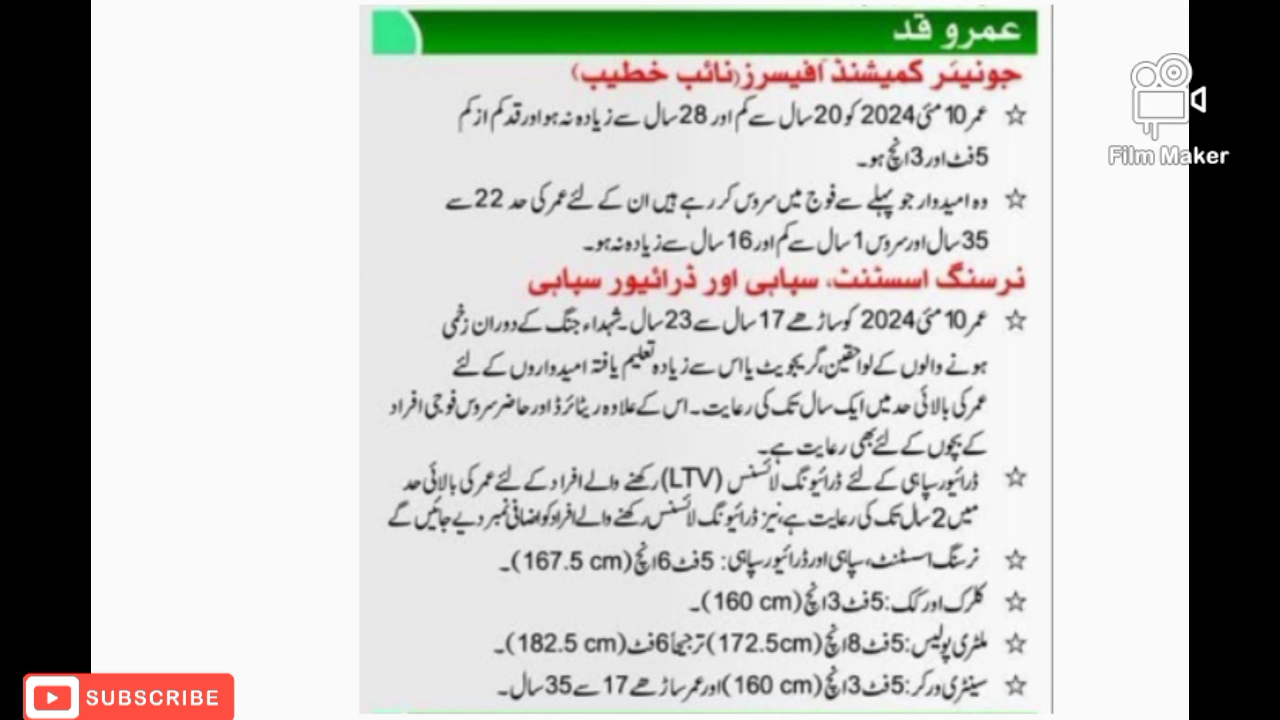 عمر و قد
جونیئر کمیشنڈ آفیسرز(نائب خطیب)
☆ عمر 10 مئی 2024 کو 20 سال سے کم اور 28 سال سے زیادہ نہ ہو اور قد کم از کم
5 فٹ اور 3 انچ ہو۔
☆ وہ امیدوار جو پہلے سے فوج میں سروس کر رہے ہیں ان کے لئے عمر کی حد 22 سے
35 سال اور سروس 1 سال سے کم اور 16 سال سے زیادہ نہ ہو۔
نرسنگ اسسٹنٹ، سپاہی اور ڈرائیور سپاہی
☆ عمر 10 مئی 2024 کو ساڑھے 17 سال سے 23 سال۔ شہداء جنگ کے دوران زخمی
ہونے والوں کے لواحقین، گریجویٹ یا اس سے زیادہ تعلیم یافتہ امیدواروں کے لئے
عمر کی بالائی حد میں ایک سال تک کی رعایت۔ اس کے علاوہ ریٹائرڈ اور حاضر سروس فوجی افراد
کے بچوں کے لئے بھی رعایت ہے۔
☆ ڈرائیور سپاہی کے لئے ڈرائیونگ لائسنس (LTV) رکھنے والے افراد کے لئے عمر کی بالائی حد
میں 2 سال تک کی رعایت ہے، نیز ڈرائیونگ لائسنس رکھنے والے افراد کو اضافی نمبر دیے جائیں گے
☆ نرسنگ اسسٹنٹ، سپاہی اور ڈرائیور سپاہی: 5 فٹ 6 انچ (167.5 cm)۔
☆ کلرک اور کک: 5 فٹ 3 انچ (160 cm)۔
☆ ملٹری پولیس: 5 فٹ 8 انچ (172.5cm) ترجیحاً 6 فٹ (182.5 cm)۔
☆ سینٹری ورکر: 5 فٹ 3 انچ (160 cm) اور عمر ساڑھے 17 سے 35 سال۔
Film Maker
SUBSCRIBE